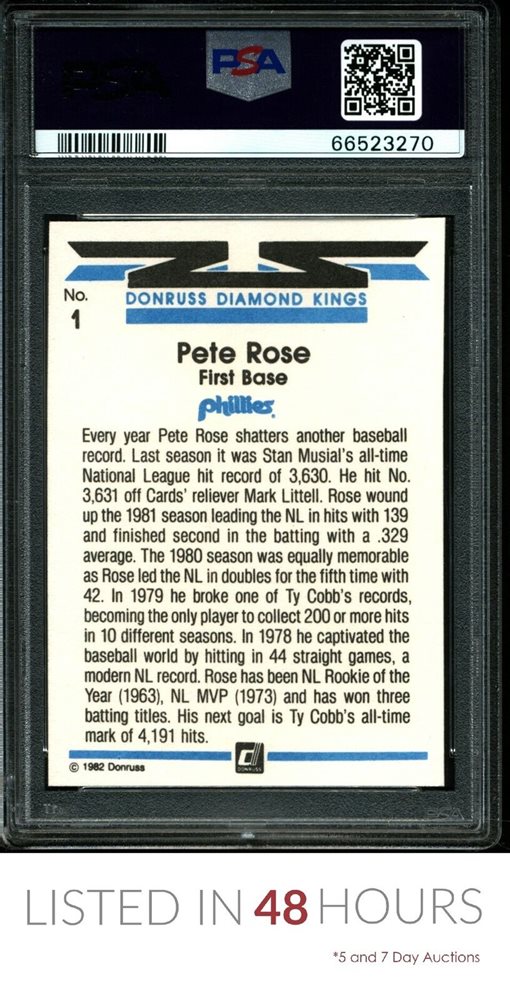 PSA
PSA
66523270
No.
1
DONRUSS DIAMOND KINGS
Pete Rose
First Base
phillies
Every year Pete Rose shatters another baseball
record. Last season it was Stan Musial's all-time
National League hit record of 3,630. He hit No.
3,631 off Cards' reliever Mark Littell. Rose wound
up the 1981 season leading the NL in hits with 139
and finished second in the batting with a .329
average. The 1980 season was equally memorable
as Rose led the NL in doubles for the fifth time with
42. In 1979 he broke one of Ty Cobb's records,
becoming the only player to collect 200 or more hits
in 10 different seasons. In 1978 he captivated the
baseball world by hitting in 44 straight games, a
modern NL record. Rose has been NL Rookie of the
Year (1963), NL MVP (1973) and has won three
batting titles. His next goal is Ty Cobb's all-time
mark of 4,191 hits.
© 1982 Donruss
DONRUSS
PSA
LISTED IN 48 HOURS
*5 and 7 Day Auctions